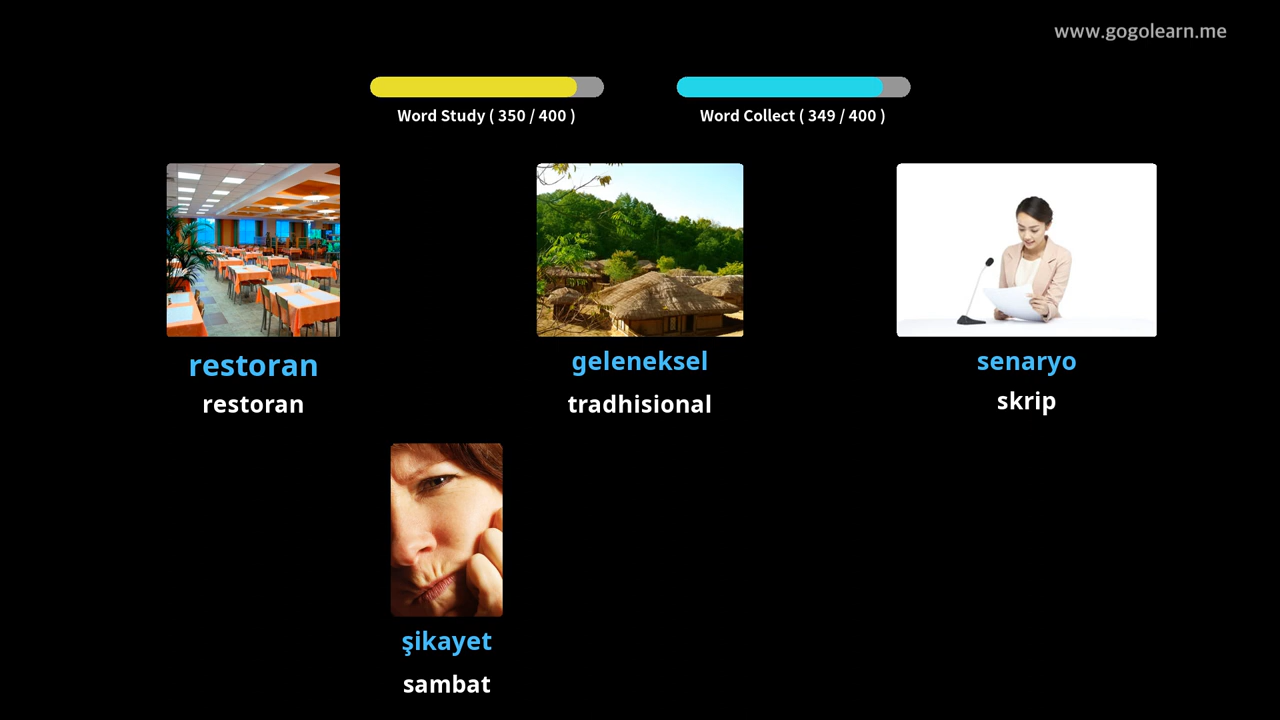 www.gogolearn.me
Word Study ( 350 / 400 )
Word Collect ( 349 / 400 )
restoran
restoran
geleneksel
tradhisional
senaryo
skrip
şikayet
sambat